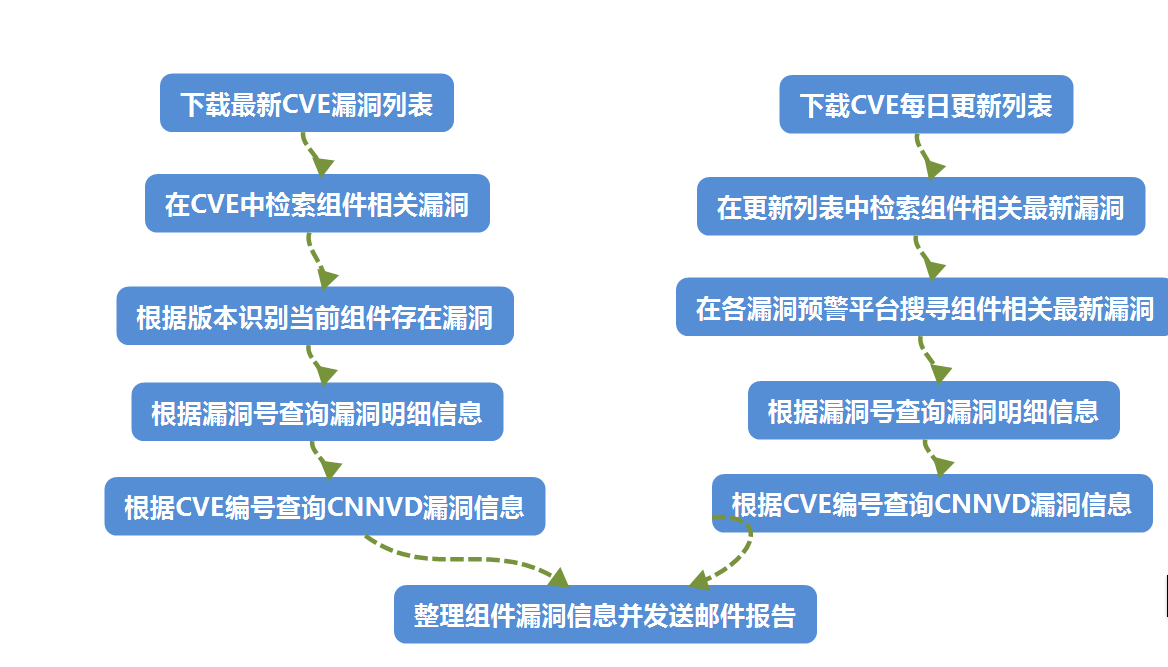 下载最新CVE漏洞列表
在CVE中检索组件相关漏洞
根据版本识别当前组件存在漏洞
根据漏洞号查询漏洞明细信息
根据CVE编号查询CNNVD漏洞信息
下载CVE每日更新列表
在更新列表中检索组件相关最新漏洞
在各漏洞预警平台搜寻组件相关最新漏洞
根据漏洞号查询漏洞明细信息
根据CVE编号查询CNNVD漏洞信息
整理组件漏洞信息并发送邮件报告